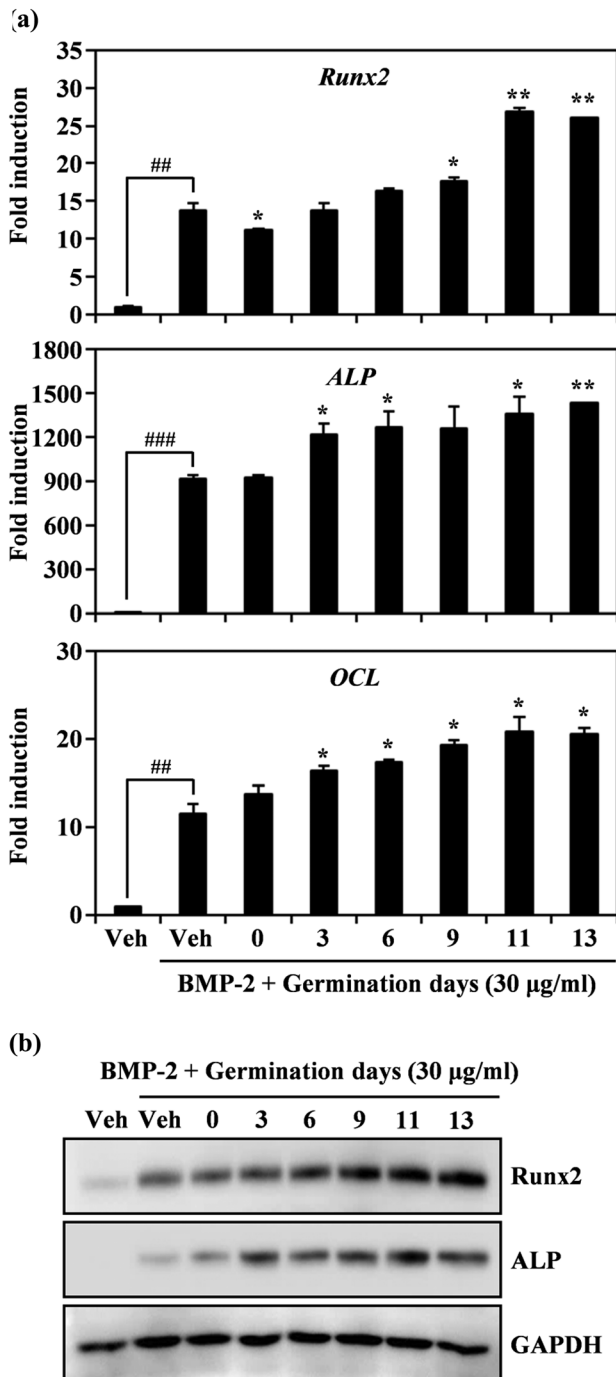 (a)
Runx2
Fold induction
35
30
25
20
15
10
5
0
##
*
*
**
**
ALP
Fold induction
1800
1500
1200
900
600
300
0
###
*
*
*
**
OCL
Fold induction
30
20
10
0
##
*
*
*
*
*
Veh Veh 0 3 6 9 11 13
BMP-2 + Germination days (30 μg/ml)
(b)
BMP-2 + Germination days (30 μg/ml)
Veh Veh 0 3 6 9 11 13
Runx2
ALP
GAPDH